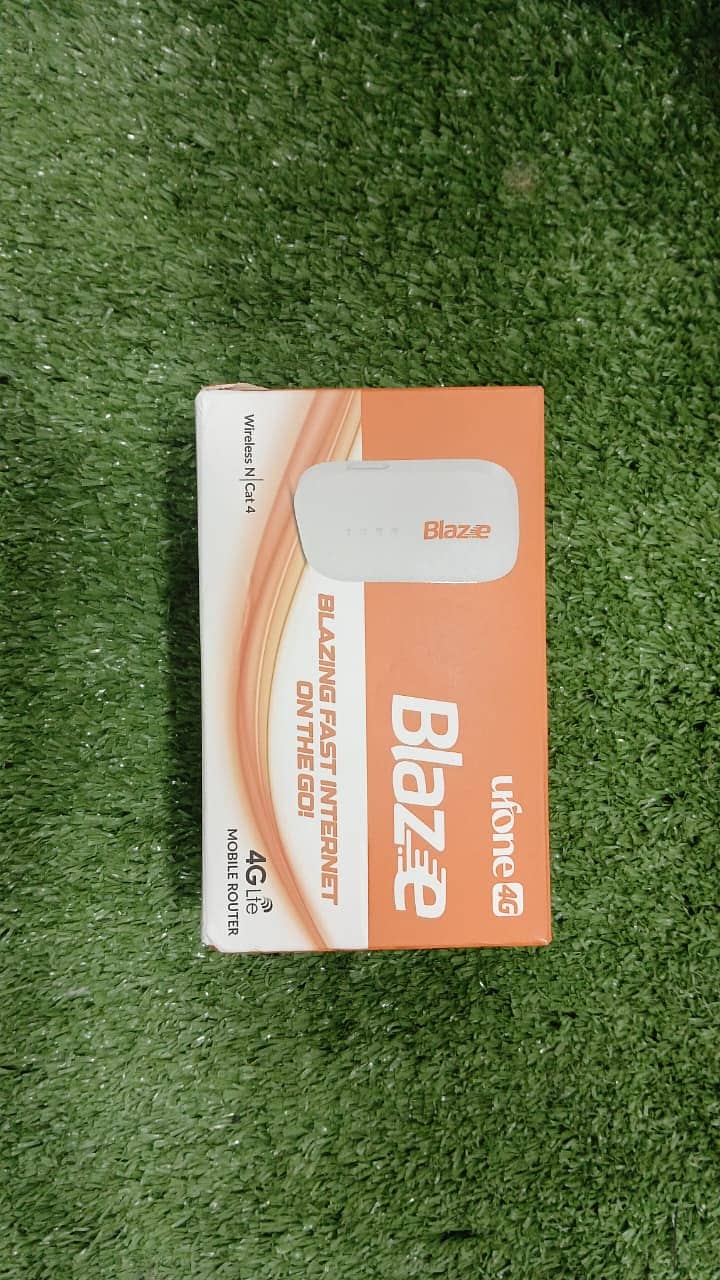 ufone 4G
Blaze
Blaze
BLAZING FAST INTERNET
ON THE GO!
Wireless N | Cat 4
4G Lte
MOBILE ROUTER